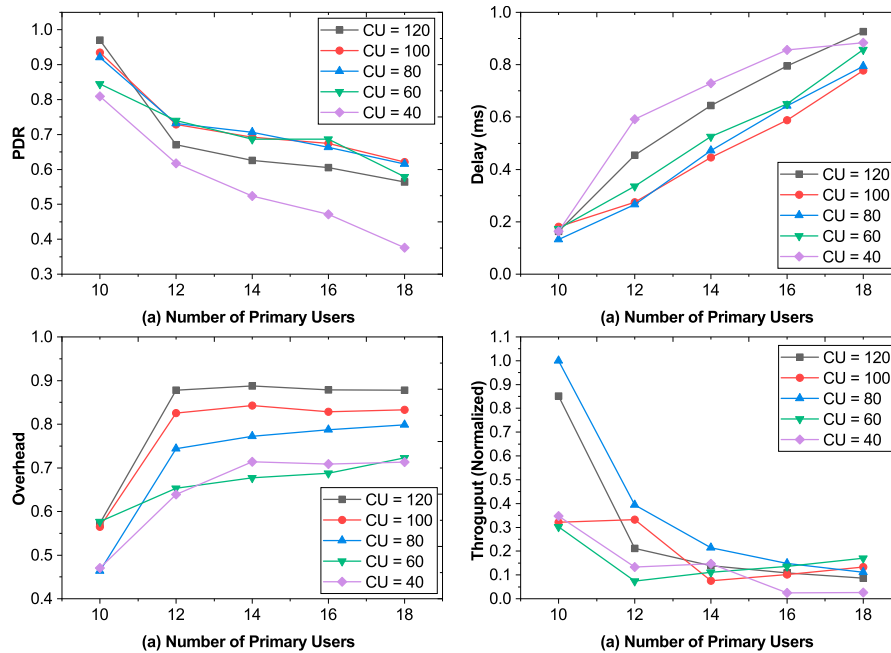 1.0
0.9
0.8
0.7
0.6
0.5
0.4
0.3
PDR
CU = 120
CU = 100
CU = 80
CU = 60
CU = 40
10 12 14 16 18
(a) Number of Primary Users
1.0
0.8
0.6
0.4
0.2
0.0
Delay (ms)
CU = 120
CU = 100
CU = 80
CU = 60
CU = 40
10 12 14 16 18
(a) Number of Primary Users
1.0
0.9
0.8
0.7
0.6
0.5
0.4
Overhead
CU = 120
CU = 100
CU = 80
CU = 60
CU = 40
10 12 14 16 18
(a) Number of Primary Users
1.1
1.0
0.9
0.8
0.7
0.6
0.5
0.4
0.3
0.2
0.1
0.0
Throguput (Normalized)
CU = 120
CU = 100
CU = 80
CU = 60
CU = 40
10 12 14 16 18
(a) Number of Primary Users